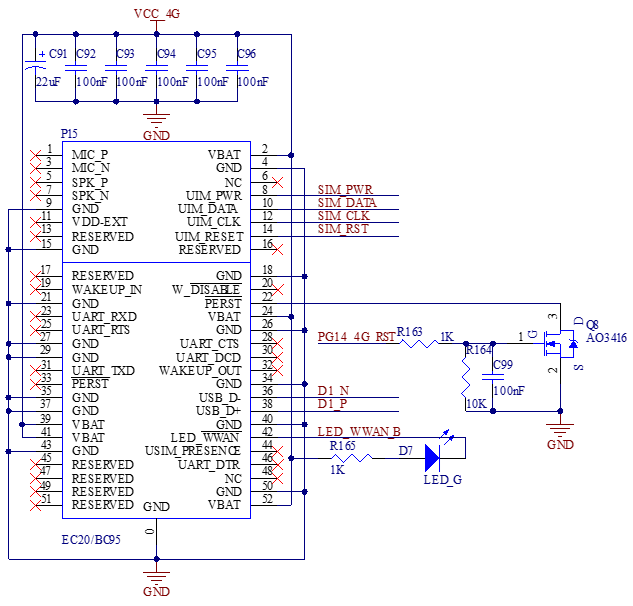 VCC_4G
+ C91 C92 C93 C94 C95 C96
22uF 100nF 100nF 100nF 100nF 100nF
GND
P15
1 MIC_P VBAT 2
3 MIC_N GND 4
5 SPK_P NC 6
7 SPK_N UIM_PWR 8 SIM_PWR
9 GND UIM_DATA 10 SIM_DATA
11 VDD-EXT UIM_CLK 12 SIM_CLK
13 RESERVED UIM_RESET 14 SIM_RST
15 GND RESERVED 16
17 RESERVED GND 18
19 WAKEUP_IN W_DISABLE 20
21 GND PERST 22
23 UART_RXD VBAT 24
25 UART_RTS GND 26
27 GND UART_CTS 28
29 GND UART_DCD 30
31 UART_TXD WAKEUP_OUT 32
33 PERST GND 34
35 GND USB_D- 36 D1_N
37 GND USB_D+ 38 D1_P
39 VBAT GND 40
41 VBAT LED_WWAN 42 LED_WWAN_B
43 GND USIM_PRESENCE 44
45 RESERVED UART_DTR 46
47 RESERVED NC 48
49 RESERVED GND 50
51 RESERVED GND VBAT 52
0
EC20/BC95
GND
PG14_4G_RST R163 1K
R164 10K
C99 100nF
1 G 3 D 2 S
Q8
AO3416
GND
R165 1K
D7
LED_G